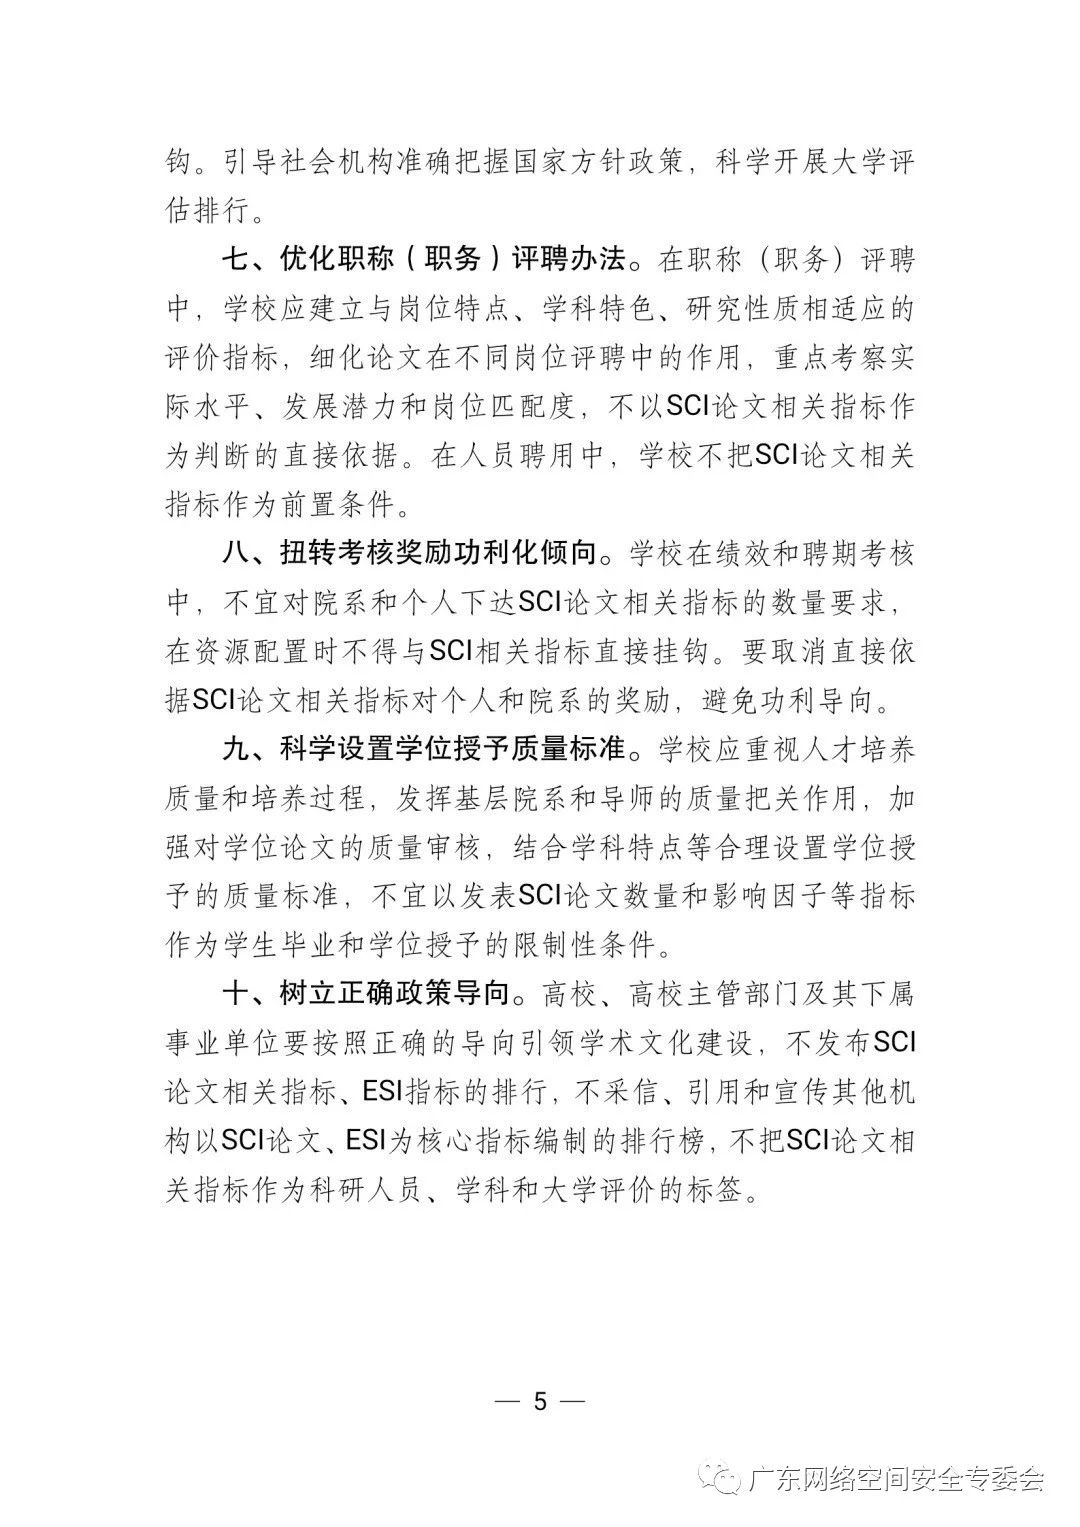 钩。引导社会机构准确把握国家方针政策，科学开展大学评
估排行。
七、优化职称（职务）评聘办法。在职称（职务）评聘
中，学校应建立与岗位特点、学科特色、研究性质相适应的
评价指标，细化论文在不同岗位评聘中的作用，重点考察实
际水平、发展潜力和岗位匹配度，不以SCI论文相关指标作
为判断的直接依据。在人员聘用中，学校不把SCI论文相关
指标作为前置条件。
八、扭转考核奖励功利化倾向。学校在绩效和聘期考核
中，不宜对院系和个人下达SCI论文相关指标的数量要求，
在资源配置时不得与SCI相关指标直接挂钩。要取消直接依
据SCI论文相关指标对个人和院系的奖励，避免功利导向。
九、科学设置学位授予质量标准。学校应重视人才培养
质量和培养过程，发挥基层院系和导师的质量把关作用，加
强对学位论文的质量审核，结合学科特点等合理设置学位授
予的质量标准，不宜以发表SCI论文数量和影响因子等指标
作为学生毕业和学位授予的限制性条件。
十、树立正确政策导向。高校、高校主管部门及其下属
事业单位要按照正确的导向引领学术文化建设，不发布SCI
论文相关指标、ESI指标的排行，不采信、引用和宣传其他机
构以SCI论文、ESI为核心指标编制的排行榜，不把SCI论文相
关指标作为科研人员、学科和大学评价的标签。
— 5 —
广东网络空间安全专委会